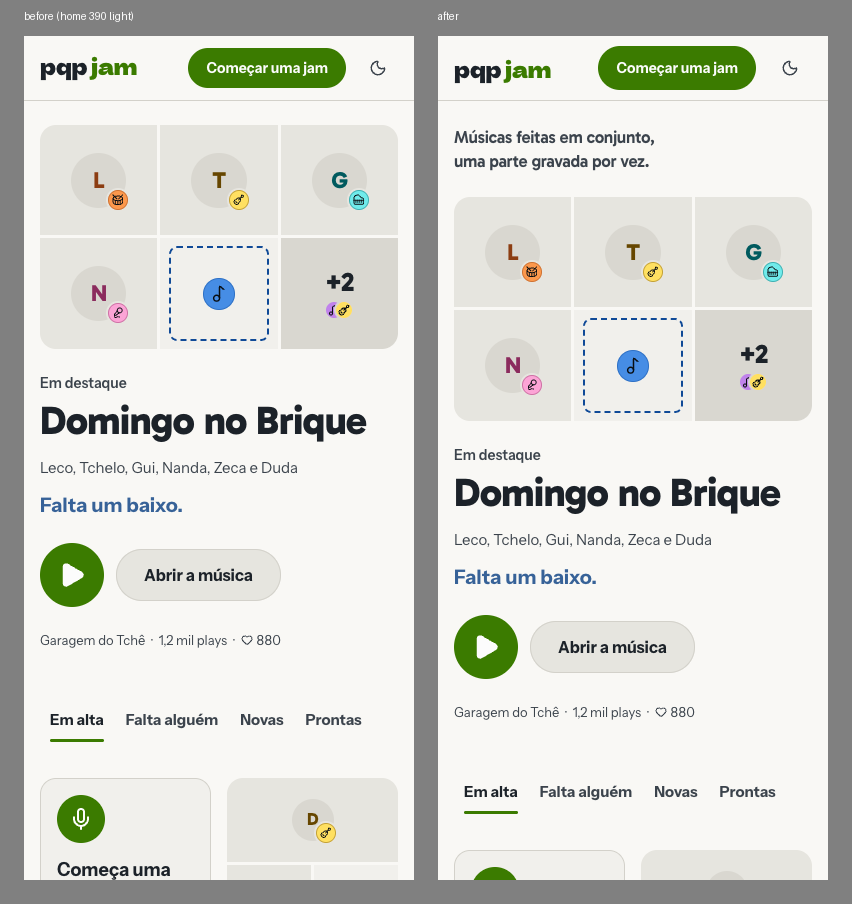 before (home 390 light)
pqp jam
Começar uma jam
L
T
G
N
+2
Em destaque
Domingo no Brique
Leco, Tchelo, Gui, Nanda, Zeca e Duda
Falta um baixo.
Abrir a música
Garagem do Tchê · 1,2 mil plays · 880
Em alta Falta alguém Novas Prontas
D
Começa uma
after
pqp jam
Começar uma jam
Músicas feitas em conjunto,
uma parte gravada por vez.
L
T
G
N
+2
Em destaque
Domingo no Brique
Leco, Tchelo, Gui, Nanda, Zeca e Duda
Falta um baixo.
Abrir a música
Garagem do Tchê · 1,2 mil plays · 880
Em alta Falta alguém Novas Prontas